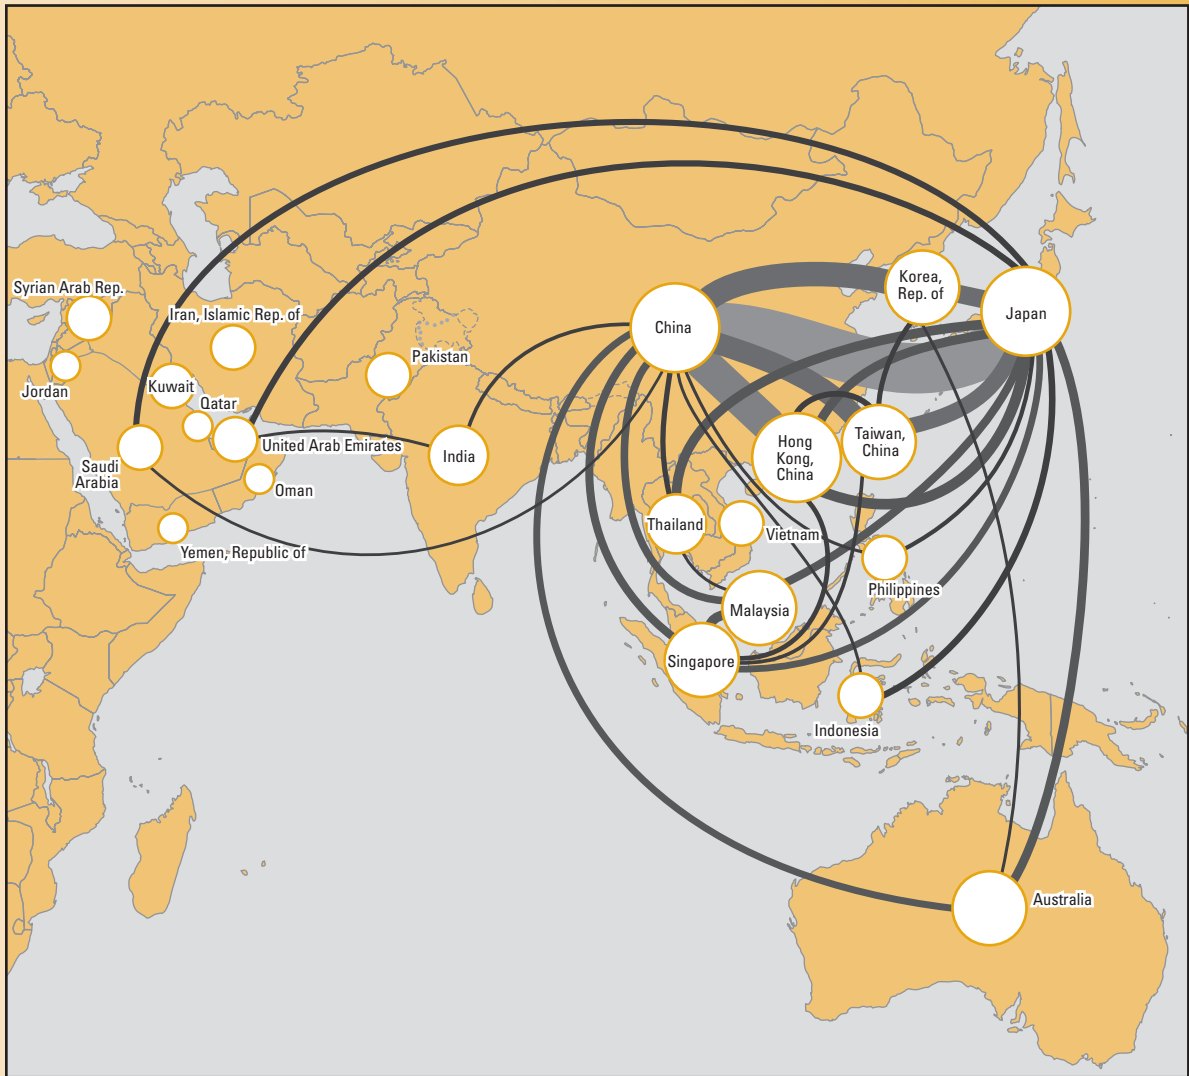 Syrian Arab Rep.
Iran, Islamic Rep. of
Jordan
Kuwait
Qatar
Pakistan
United Arab Emirates
Saudi
Arabia
Oman
Yemen, Republic of
India
China
Korea,
Rep. of
Japan
Hong
Kong,
China
Taiwan,
China
Thailand
Vietnam
Philippines
Malaysia
Singapore
Indonesia
Australia